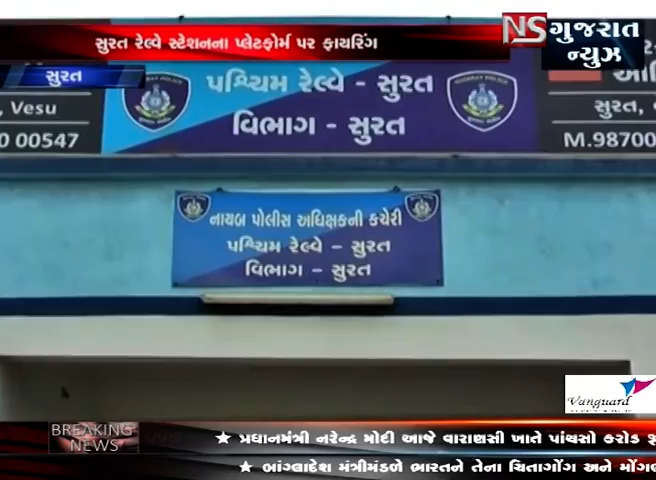 સુરત રેલ્વે સ્ટેશનના પ્લેટફોર્મ પર ફાયરિંગ
NS ગુજરાત
ન્યુઝ
સુરત
, Vesu
0 00547
પશ્ચિમ રેલ્વે - સુરત
વિભાગ - સુરત
સુરત,
M.98700
નાયબ પોલીસ અધિક્ષકની કચેરી
પશ્ચિમ રેલ્વે - સુરત
વિભાગ - સુરત
Vanguard
BREAKING
NEWS
★ પ્રધાનમંત્રી નરેન્દ્ર મોદી આજે વારાણસી ખાતે પાંચસો કરોડ
★ બાંગ્લાદેશ મંત્રીમંડળે ભારતને તેના ચિતાગોંગ અને